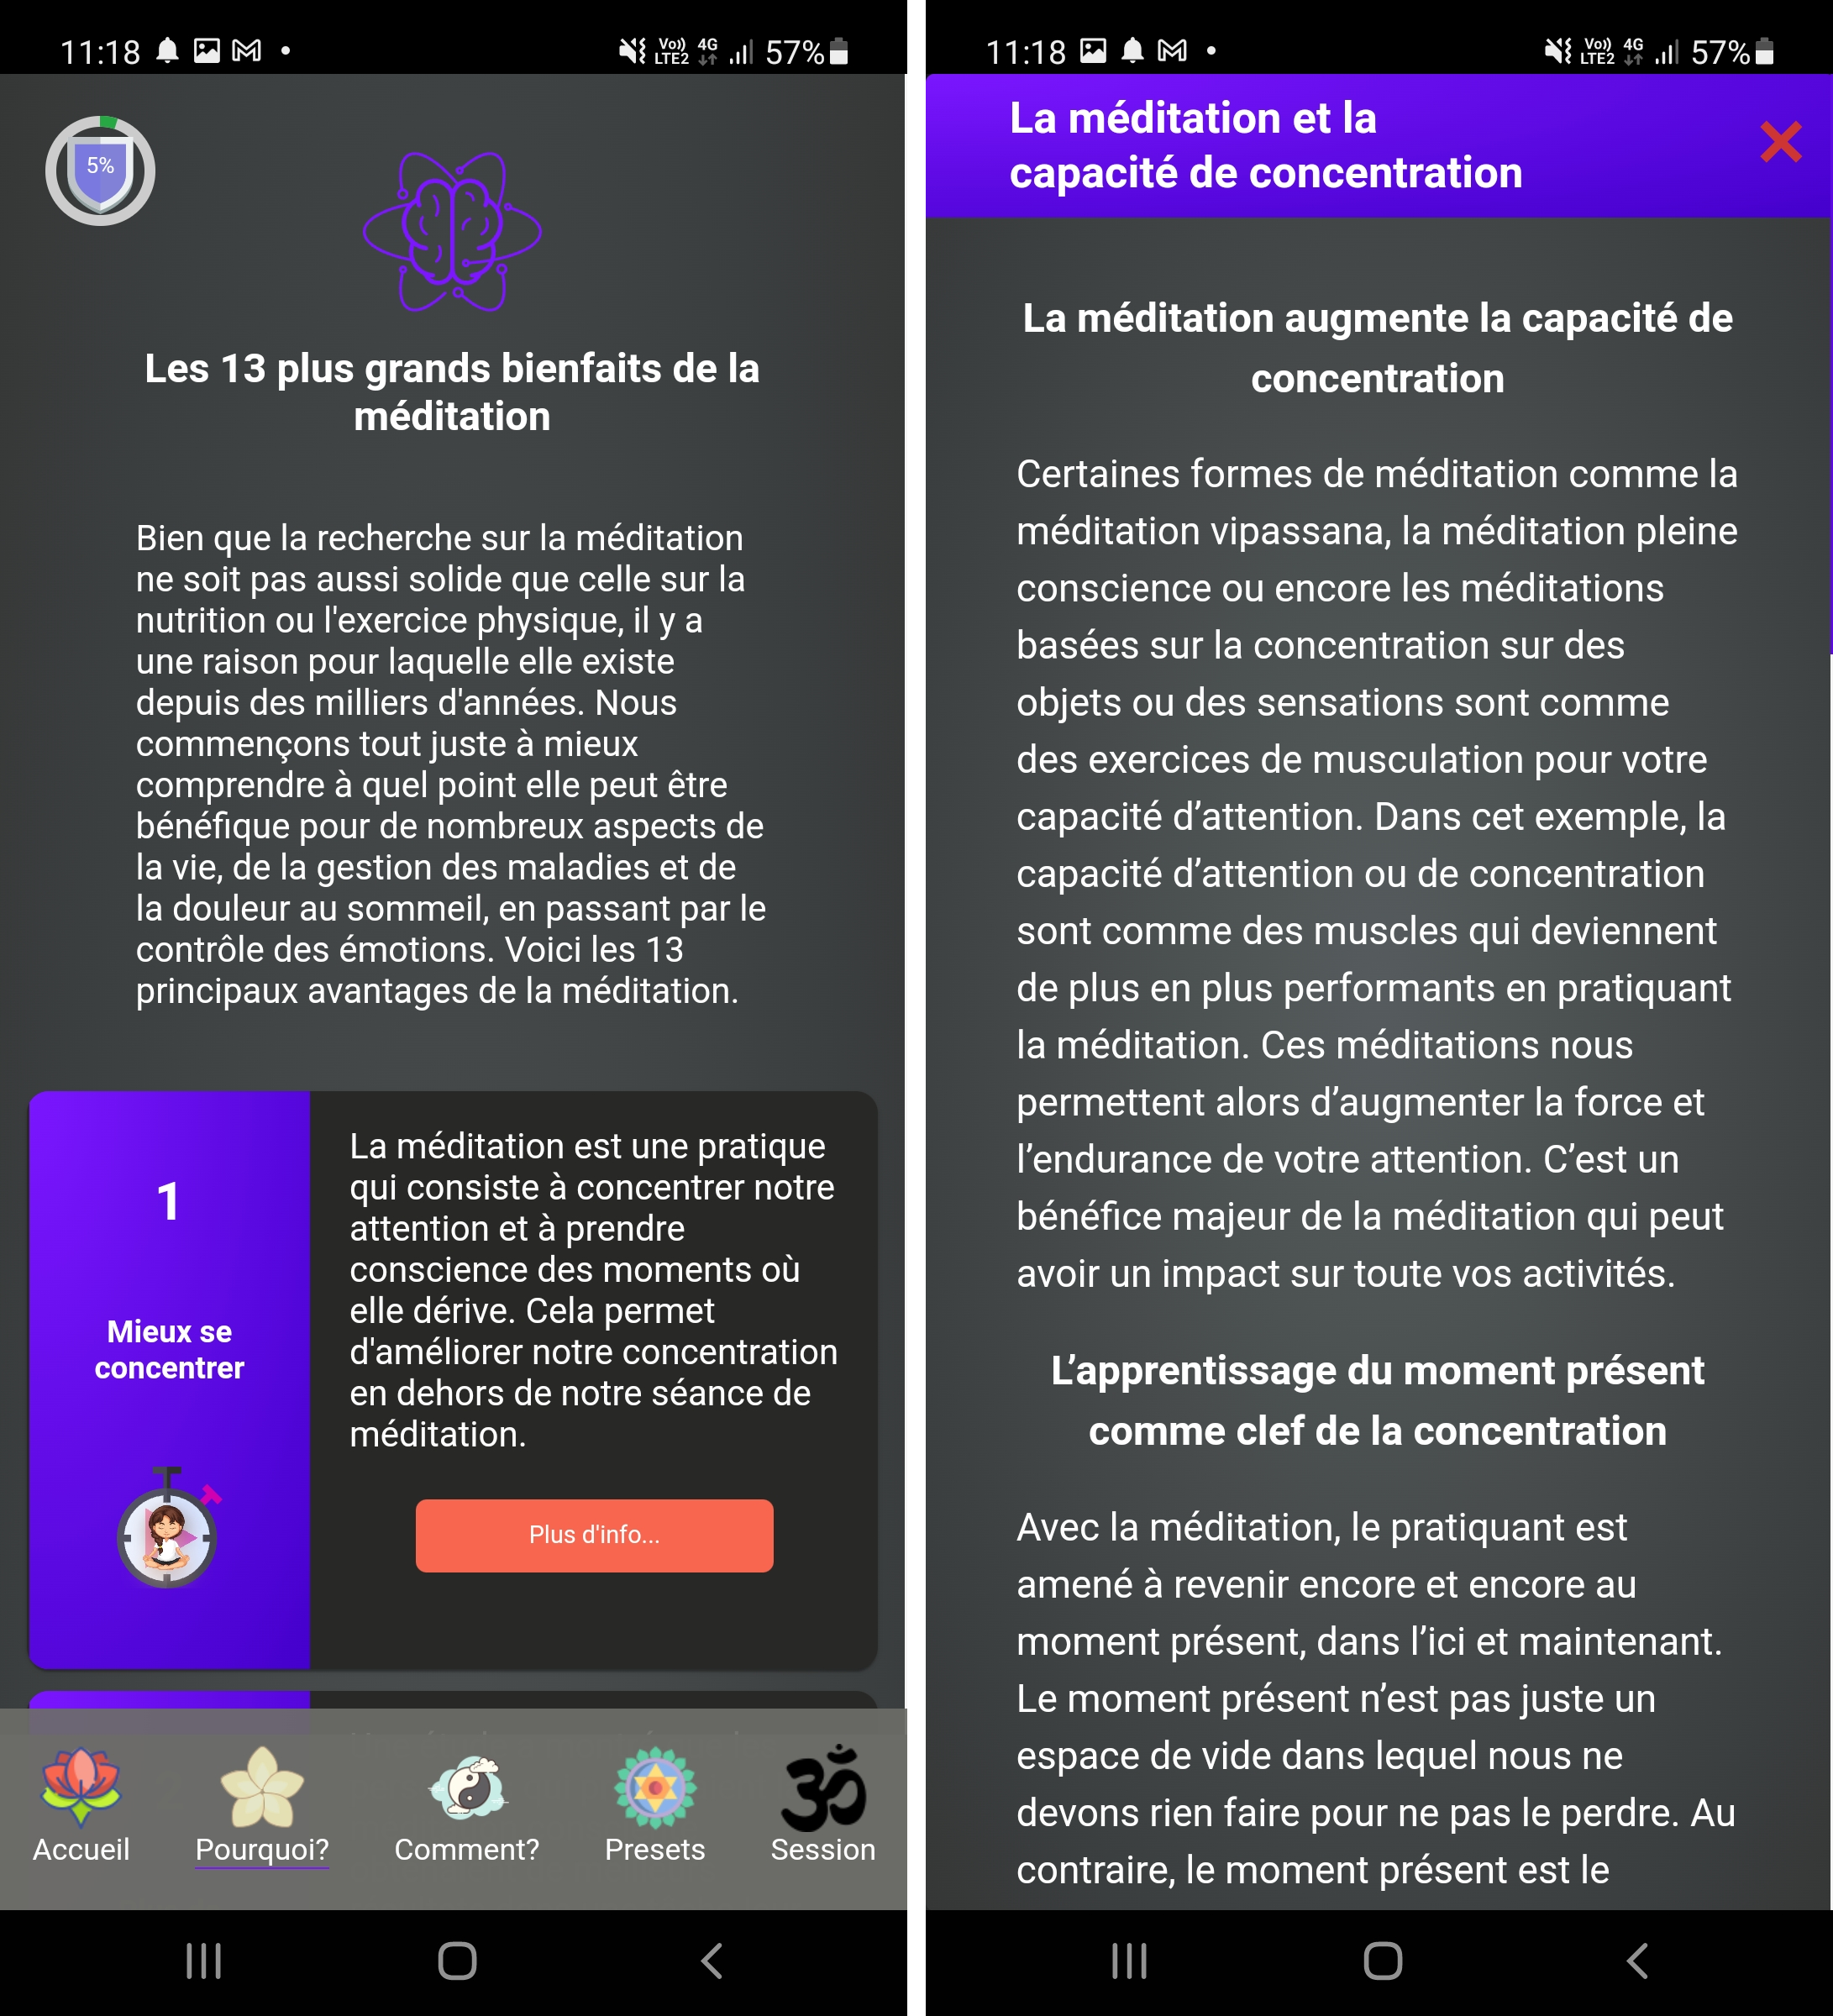 11:18
Vo))
LTE2
4G
57%
5%
Les 13 plus grands bienfaits de la
méditation
Bien que la recherche sur la méditation
ne soit pas aussi solide que celle sur la
nutrition ou l'exercice physique, il y a
une raison pour laquelle elle existe
depuis des milliers d'années. Nous
commençons tout juste à mieux
comprendre à quel point elle peut être
bénéfique pour de nombreux aspects de
la vie, de la gestion des maladies et de
la douleur au sommeil, en passant par le
contrôle des émotions. Voici les 13
principaux avantages de la méditation.
1
Mieux se
concentrer
La méditation est une pratique
qui consiste à concentrer notre
attention et à prendre
conscience des moments où
elle dérive. Cela permet
d'améliorer notre concentration
en dehors de notre séance de
méditation.
Plus d'info...
Accueil
Pourquoi?
Comment?
Presets
Session
11:18
Vo))
LTE2
4G
57%
La méditation et la
capacité de concentration
La méditation augmente la capacité de
concentration
Certaines formes de méditation comme la
méditation vipassana, la méditation pleine
conscience ou encore les méditations
basées sur la concentration sur des
objets ou des sensations sont comme
des exercices de musculation pour votre
capacité d’attention. Dans cet exemple, la
capacité d’attention ou de concentration
sont comme des muscles qui deviennent
de plus en plus performants en pratiquant
la méditation. Ces méditations nous
permettent alors d’augmenter la force et
l’endurance de votre attention. C’est un
bénéfice majeur de la méditation qui peut
avoir un impact sur toute vos activités.
L’apprentissage du moment présent
comme clef de la concentration
Avec la méditation, le pratiquant est
amené à revenir encore et encore au
moment présent, dans l’ici et maintenant.
Le moment présent n’est pas juste un
espace de vie dans lequel nous ne
devons rien faire pour ne pas le perdre. Au
contraire, le moment présent est le